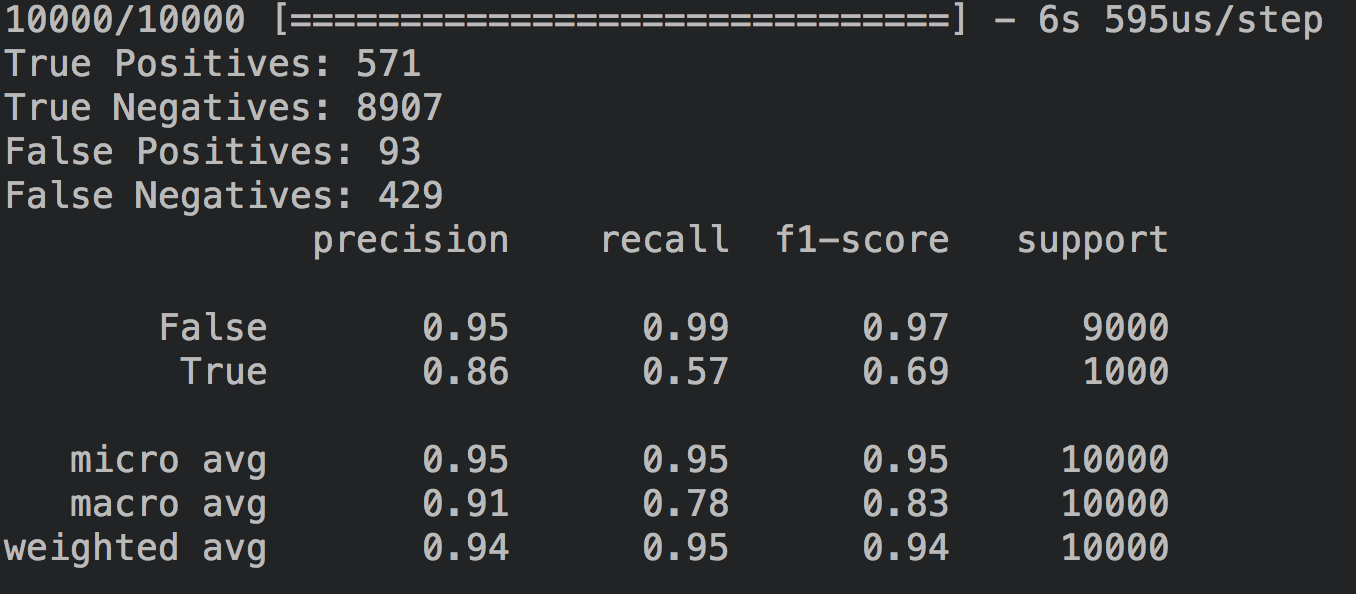 10000/10000 [==============================] - 6s 595us/step
True Positives: 571
True Negatives: 8907
False Positives: 93
False Negatives: 429
              precision    recall  f1-score   support

       False       0.95      0.99      0.97      9000
        True       0.86      0.57      0.69      1000

   micro avg       0.95      0.95      0.95     10000
   macro avg       0.91      0.78      0.83     10000
weighted avg       0.94      0.95      0.94     10000